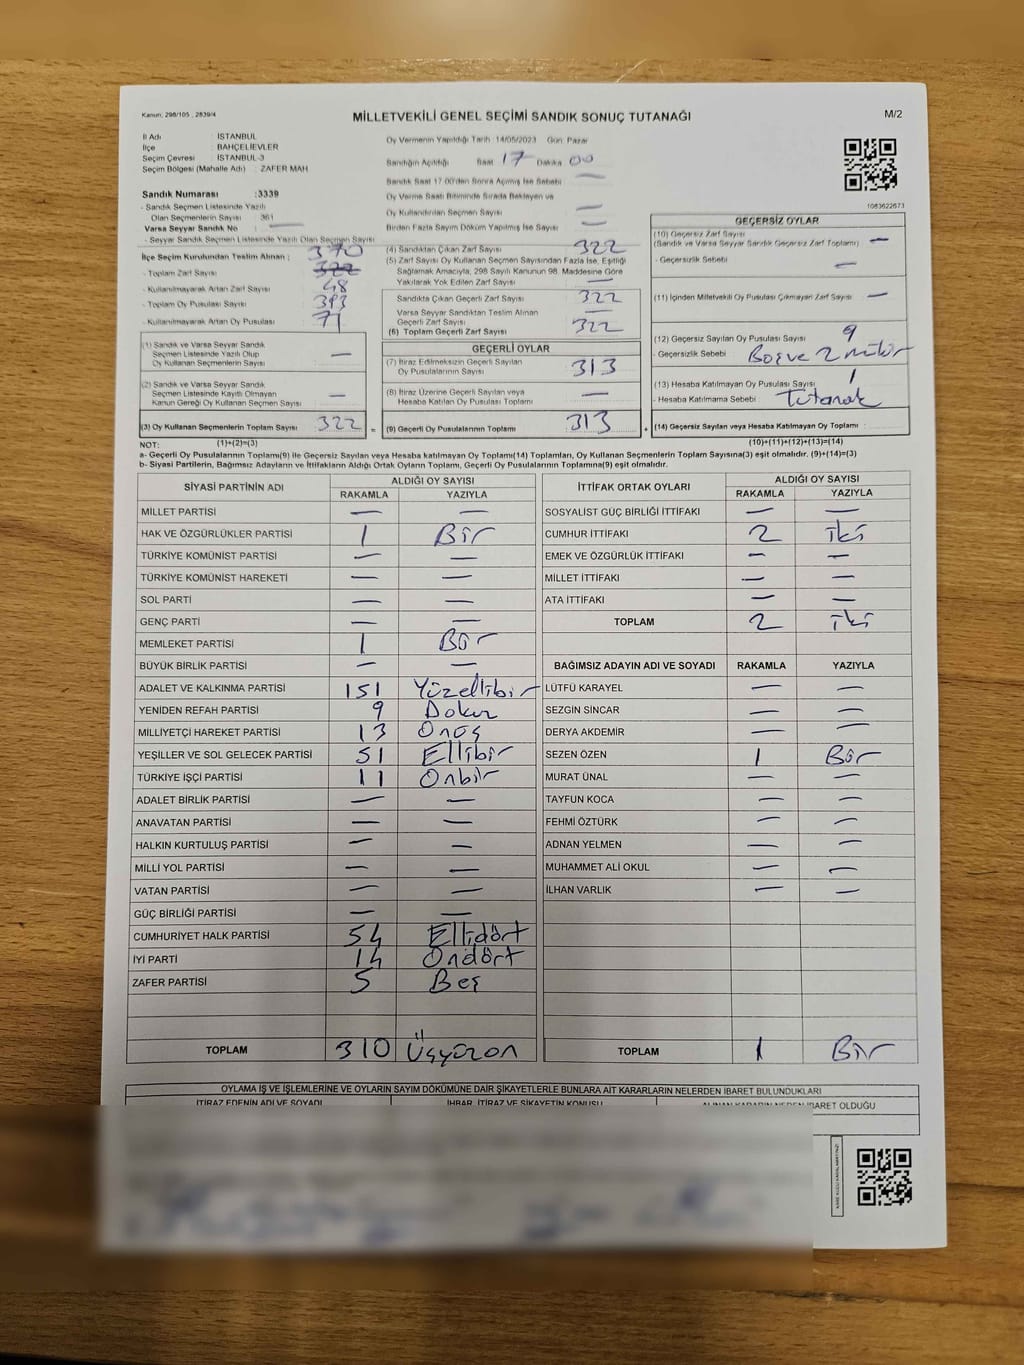 Kanun; 298/105 , 2839/4
MİLLETVEKİLİ GENEL SEÇİMİ SANDIK SONUÇ TUTANAĞI
M/2
İl Adı : İSTANBUL
İlçe : BAHÇELİEVLER
Seçim Çevresi : İSTANBUL-3
Seçim Bölgesi (Mahalle Adı) : ZAFER MAH
Sandık Numarası :3339
- Sandık Seçmen Listesinde Yazılı
Olan Seçmenlerin Sayısı : 361
Varsa Seyyar Sandık No : —
- Seyyar Sandık Seçmen Listesinde Yazılı Olan Seçmen Sayısı
İlçe Seçim Kurulundan Teslim Alınan ; 370
- Toplam Zarf Sayısı 322
- Kullanılmayarak Artan Zarf Sayısı 48
- Toplam Oy Pusulası Sayısı 393
- Kullanılmayarak Artan Oy Pusulası 71
(1) Sandık ve Varsa Seyyar Sandık
Seçmen Listesinde Yazılı Olup
Oy Kullanan Seçmenlerin Sayısı —
(2) Sandık ve Varsa Seyyar Sandık
Seçmen Listesinde Kayıtlı Olmayan
Kanun Gereği Oy Kullanan Seçmen Sayısı —
(3) Oy Kullanan Seçmenlerin Toplam Sayısı 322 =
Oy Vermenin Yapıldığı Tarih :14/05/2023 Gün Pazar
Sandığın Açıldığı Saat 17 Dakika 00
Sandık Saat 17:00'den Sonra Açılmış İse Sebebi —
Oy Verme Saati Bitiminde Sırada Bekleyen ve
Oy Kullandırılan Seçmen Sayısı —
Birden Fazla Sayım Döküm Yapılmış İse Sayısı —
(4) Sandıktan Çıkan Zarf Sayısı 322
(5) Zarf Sayısı Oy Kullanan Seçmen Sayısından Fazla İse, Eşitliği
Sağlamak Amacıyla, 298 Sayılı Kanunun 98. Maddesine Göre
Yakılarak Yok Edilen Zarf Sayısı —
Sandıkta Çıkan Geçerli Zarf Sayısı 322
Varsa Seyyar Sandıktan Teslim Alınan
Geçerli Zarf Sayısı —
(6) Toplam Geçerli Zarf Sayısı 322
GEÇERLİ OYLAR
(7) İtiraz Edilmeksizin Geçerli Sayılan
Oy Pusulalarının Sayısı 313
(8) İtiraz Üzerine Geçerli Sayılan veya
Hesaba Katılan Oy Pusulası Toplamı —
(9) Geçerli Oy Pusulalarının Toplamı 313 +
1083622673
GEÇERSİZ OYLAR
(10) Geçersiz Zarf Sayısı
(Sandık ve Varsa Seyyar Sandık Geçersiz Zarf Toplamı) —
- Geçersizlik Sebebi —
(11) İçinden Milletvekili Oy Pusulası Çıkmayan Zarf Sayısı —
(12) Geçersiz Sayılan Oy Pusulası Sayısı 9
- Geçersizlik Sebebi Boş ve 2 mühür
(13) Hesaba Katılmayan Oy Pusulası Sayısı 1
- Hesaba Katılmama Sebebi : Tutanak
(14) Geçersiz Sayılan veya Hesaba Katılmayan Oy Toplamı :
NOT: (1)+(2)=(3) (10)+(11)+(12)+(13)=(14)
a- Geçerli Oy Pusulalarının Toplamı(9) ile Geçersiz Sayılan veya Hesaba katılmayan Oy Toplamı(14) Toplamları, Oy Kullanan Seçmenlerin Toplam Sayısına(3) eşit olmalıdır. (9)+(14)=(3)
b- Siyasi Partilerin, Bağımsız Adayların ve İttifakların Aldığı Ortak Oyların Toplamı, Geçerli Oy Pusulalarının Toplamına(9) eşit olmalıdır.
SİYASİ PARTİNİN ADI ALDIĞI OY SAYISI
RAKAMLA YAZIYLA
MİLLET PARTİSİ — —
HAK VE ÖZGÜRLÜKLER PARTİSİ 1 Bir
TÜRKİYE KOMÜNİST PARTİSİ — —
TÜRKİYE KOMÜNİST HAREKETİ — —
SOL PARTİ — —
GENÇ PARTİ — —
MEMLEKET PARTİSİ 1 Bir
BÜYÜK BİRLİK PARTİSİ — —
ADALET VE KALKINMA PARTİSİ 151 Yüzellibir
YENİDEN REFAH PARTİSİ 9 Dokuz
MİLLİYETÇİ HAREKET PARTİSİ 13 Onüç
YEŞİLLER VE SOL GELECEK PARTİSİ 51 Ellibir
TÜRKİYE İŞÇİ PARTİSİ 11 Onbir
ADALET BİRLİK PARTİSİ — —
ANAVATAN PARTİSİ — —
HALKIN KURTULUŞ PARTİSİ — —
MİLLİ YOL PARTİSİ — —
VATAN PARTİSİ — —
GÜÇ BİRLİĞİ PARTİSİ — —
CUMHURİYET HALK PARTİSİ 54 Ellidört
İYİ PARTİ 14 Ondört
ZAFER PARTİSİ 5 Beş
TOPLAM 310 Üçyüzon
İTTİFAK ORTAK OYLARI ALDIĞI OY SAYISI
RAKAMLA YAZIYLA
SOSYALİST GÜÇ BİRLİĞİ İTTİFAKI — —
CUMHUR İTTİFAKI 2 iki
EMEK VE ÖZGÜRLÜK İTTİFAKI — —
MİLLET İTTİFAKI — —
ATA İTTİFAKI — —
TOPLAM 2 iki
BAĞIMSIZ ADAYIN ADI VE SOYADI RAKAMLA YAZIYLA
LÜTFÜ KARAYEL — —
SEZGİN SİNCAR — —
DERYA AKDEMİR — —
SEZEN ÖZEN 1 Bir
MURAT ÜNAL — —
TAYFUN KOCA — —
FEHMİ ÖZTÜRK — —
ADNAN YELMEN — —
MUHAMMET ALİ OKUL — —
İLHAN VARLIK — —
TOPLAM 1 Bir
OYLAMA İŞ VE İŞLEMLERİNE VE OYLARIN SAYIM DÖKÜMÜNE DAİR ŞİKAYETLERLE BUNLARA AİT KARARLARIN NELERDEN İBARET BULUNDUKLARI
İTİRAZ EDENİN ADI VE SOYADI İHBAR, İTİRAZ VE ŞİKAYETİN KONUSU ALINAN KARARIN NEDEN İBARET OLDUĞU